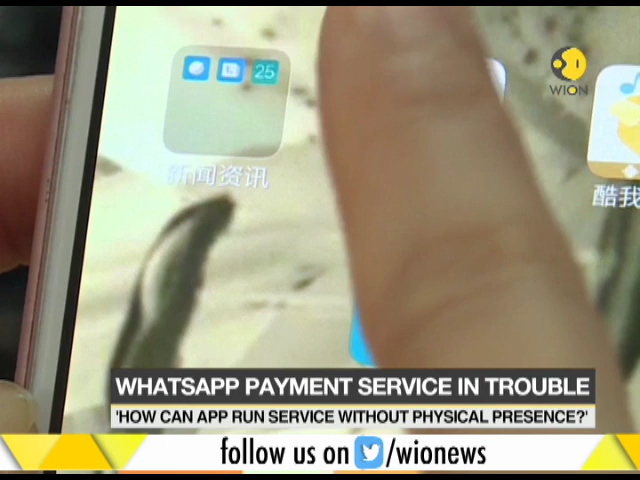 25
WION
新闻资讯
酷我
WHATSAPP PAYMENT SERVICE IN TROUBLE
'HOW CAN APP RUN SERVICE WITHOUT PHYSICAL PRESENCE?'
follow us on /wionews